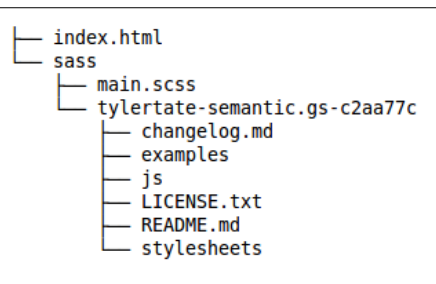 index.html
sass
main.scss
tylertate-semantic.gs-c2aa77c
changelog.md
examples
js
LICENSE.txt
README.md
stylesheets